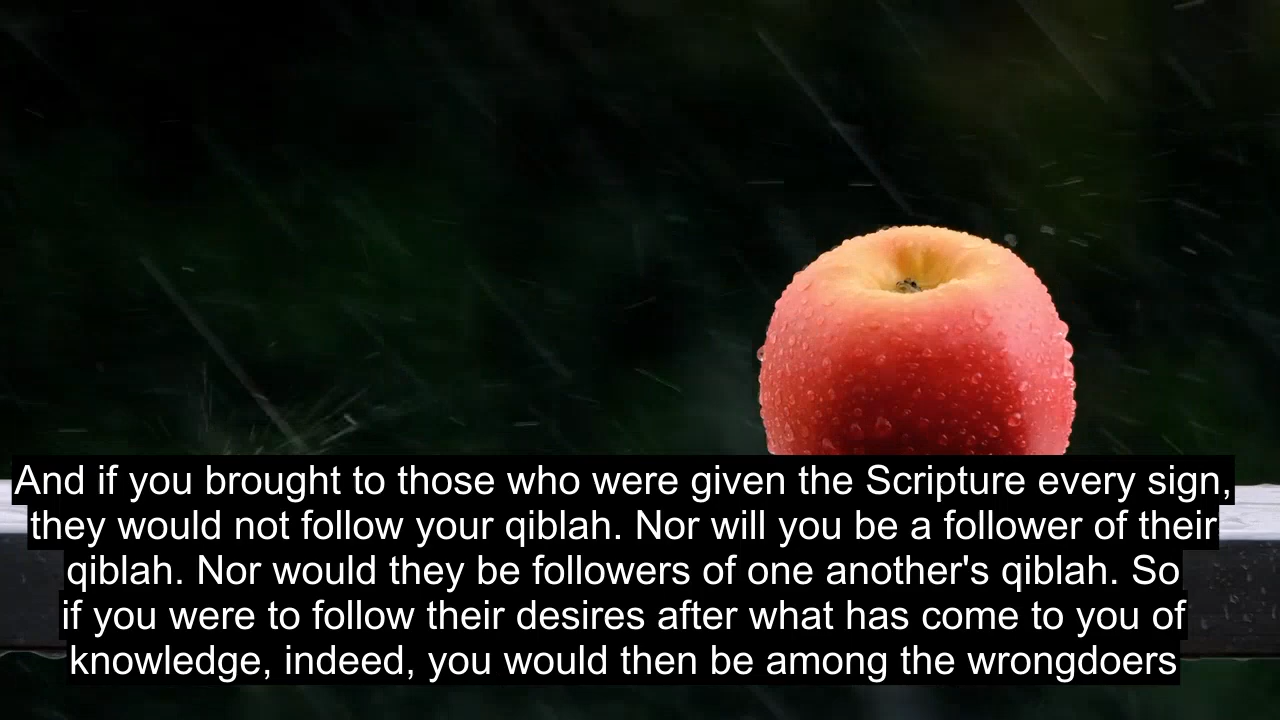 And if you brought to those who were given the Scripture every sign,
they would not follow your qiblah. Nor will you be a follower of their
qiblah. Nor would they be followers of one another's qiblah. So
if you were to follow their desires after what has come to you of
knowledge, indeed, you would then be among the wrongdoers